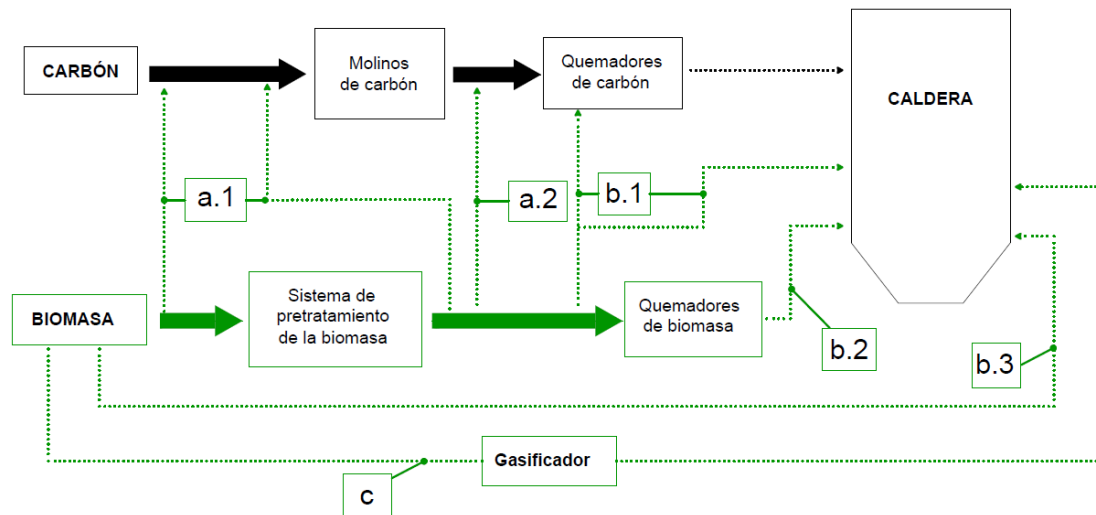 CARBÓN
Molinos
de carbón
Quemadores
de carbón
CALDERA
a.1
a.2
b.1
BIOMASA
Sistema de
pretratamiento
de la biomasa
Quemadores
de biomasa
b.2
b.3
Gasificador
c